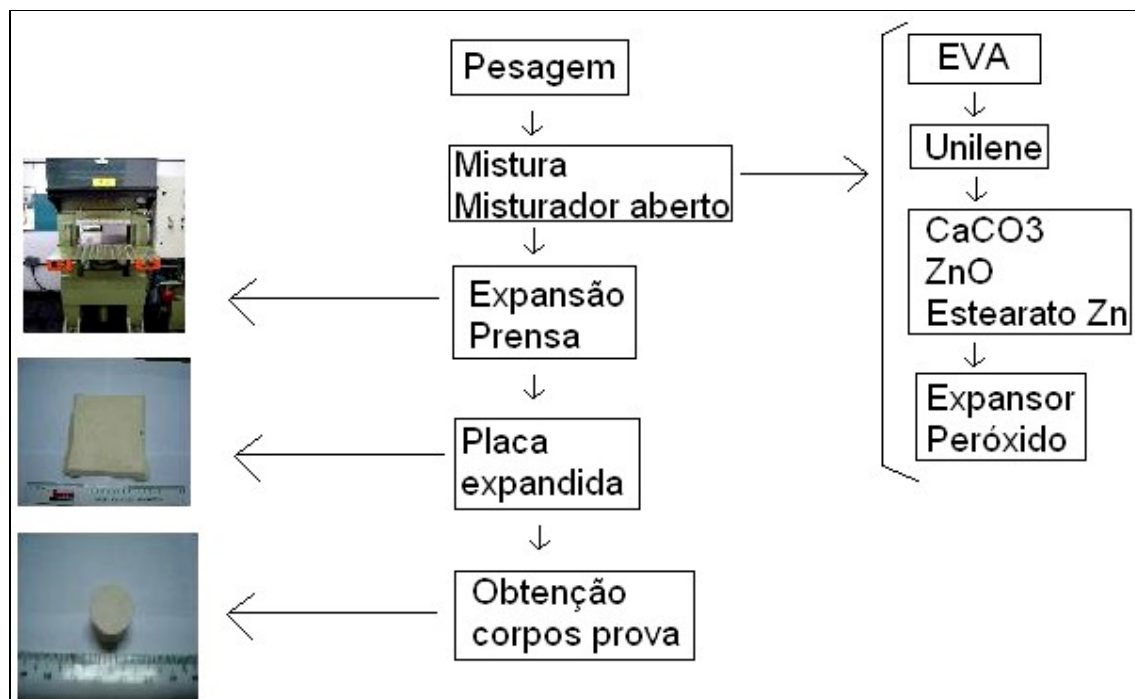 Pesagem
Mistura
Misturador aberto
Expansão
Prensa
Placa
expandida
Obtenção
corpos prova
EVA
Unilene
CaCO3
ZnO
Estearato Zn
Expansor
Peróxido